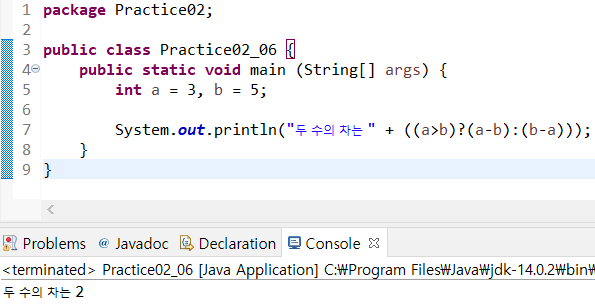 1 package Practice02;
2
3 public class Practice02_06 {
4 public static void main (String[] args) {
5 int a = 3, b = 5;
6
7 System.out.println("두 수의 차는 " + ((a>b)?(a-b):(b-a)));
8 }
9 }
Problems @ Javadoc Declaration Console
<terminated> Practice02_06 [Java Application] C:₩Program Files₩Java₩jdk-14.0.2₩bin₩
두 수의 차는 2